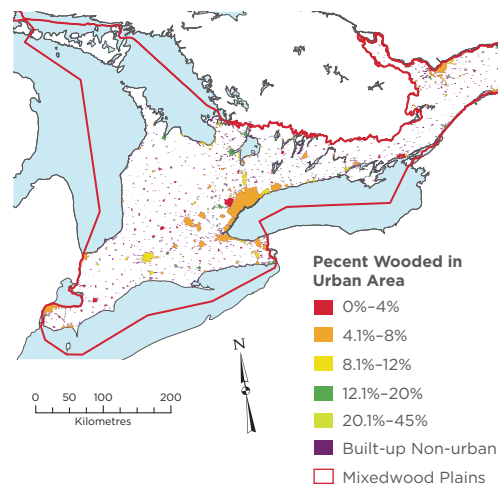 Pecent Wooded in
Urban Area
0%–4%
4.1%–8%
8.1%–12%
12.1%–20%
20.1%–45%
Built-up Non-urban
Mixedwood Plains
N
0 50 100 200
Kilometres